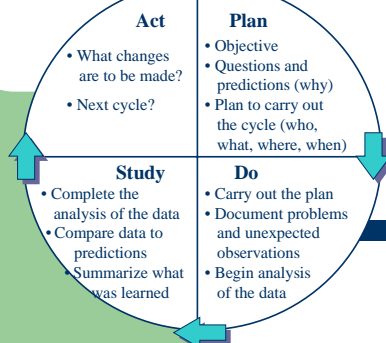 Act
• What changes
are to be made?
• Next cycle?
Plan
• Objective
• Questions and
predictions (why)
• Plan to carry out
the cycle (who,
what, where, when)
Study
• Complete the
analysis of the data
• Compare data to
predictions
• Summarize what
was learned
Do
• Carry out the plan
• Document problems
and unexpected
observations
• Begin analysis
of the data